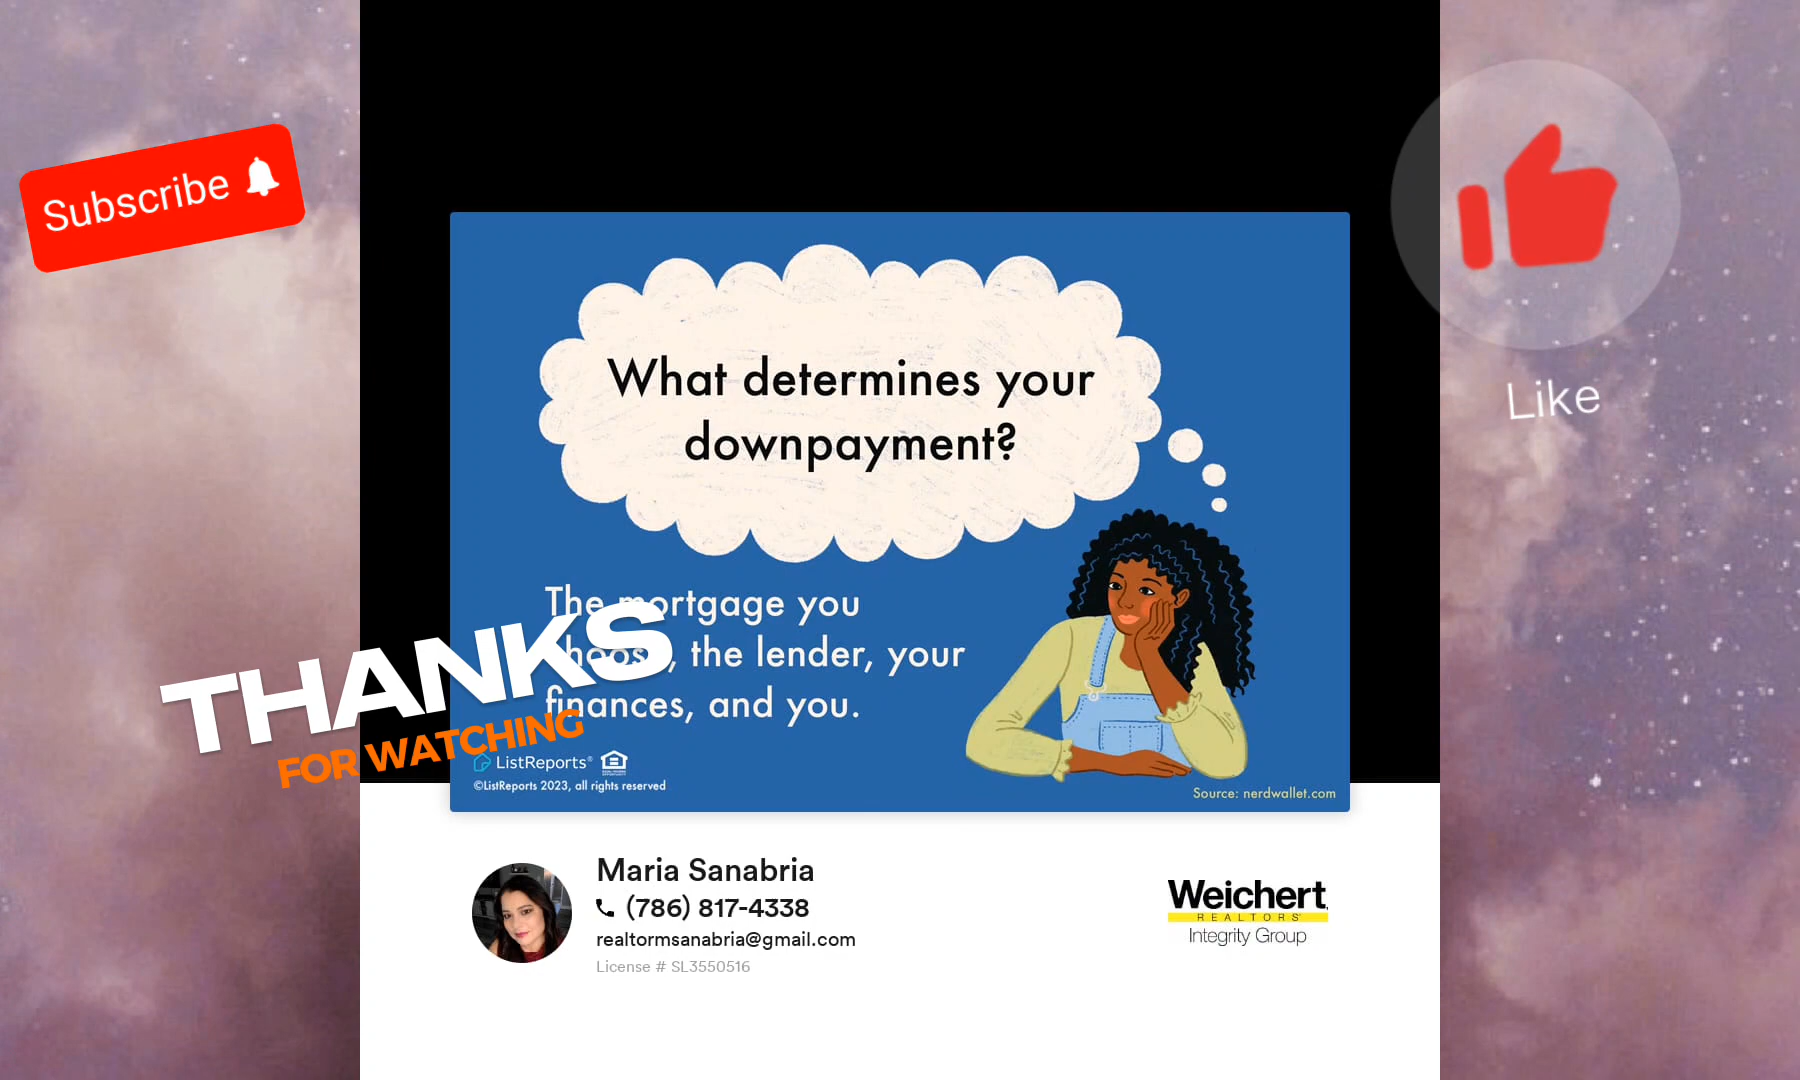 Subscribe
Like
What determines your
downpayment?
The mortgage you
choose, the lender, your
finances, and you.
THANKS
FOR WATCHING
ListReports®
©ListReports 2023, all rights reserved
Source: nerdwallet.com
Maria Sanabria
(786) 817-4338
realtormsanabria@gmail.com
License # SL3550516
Weichert
REALTORS®
Integrity Group